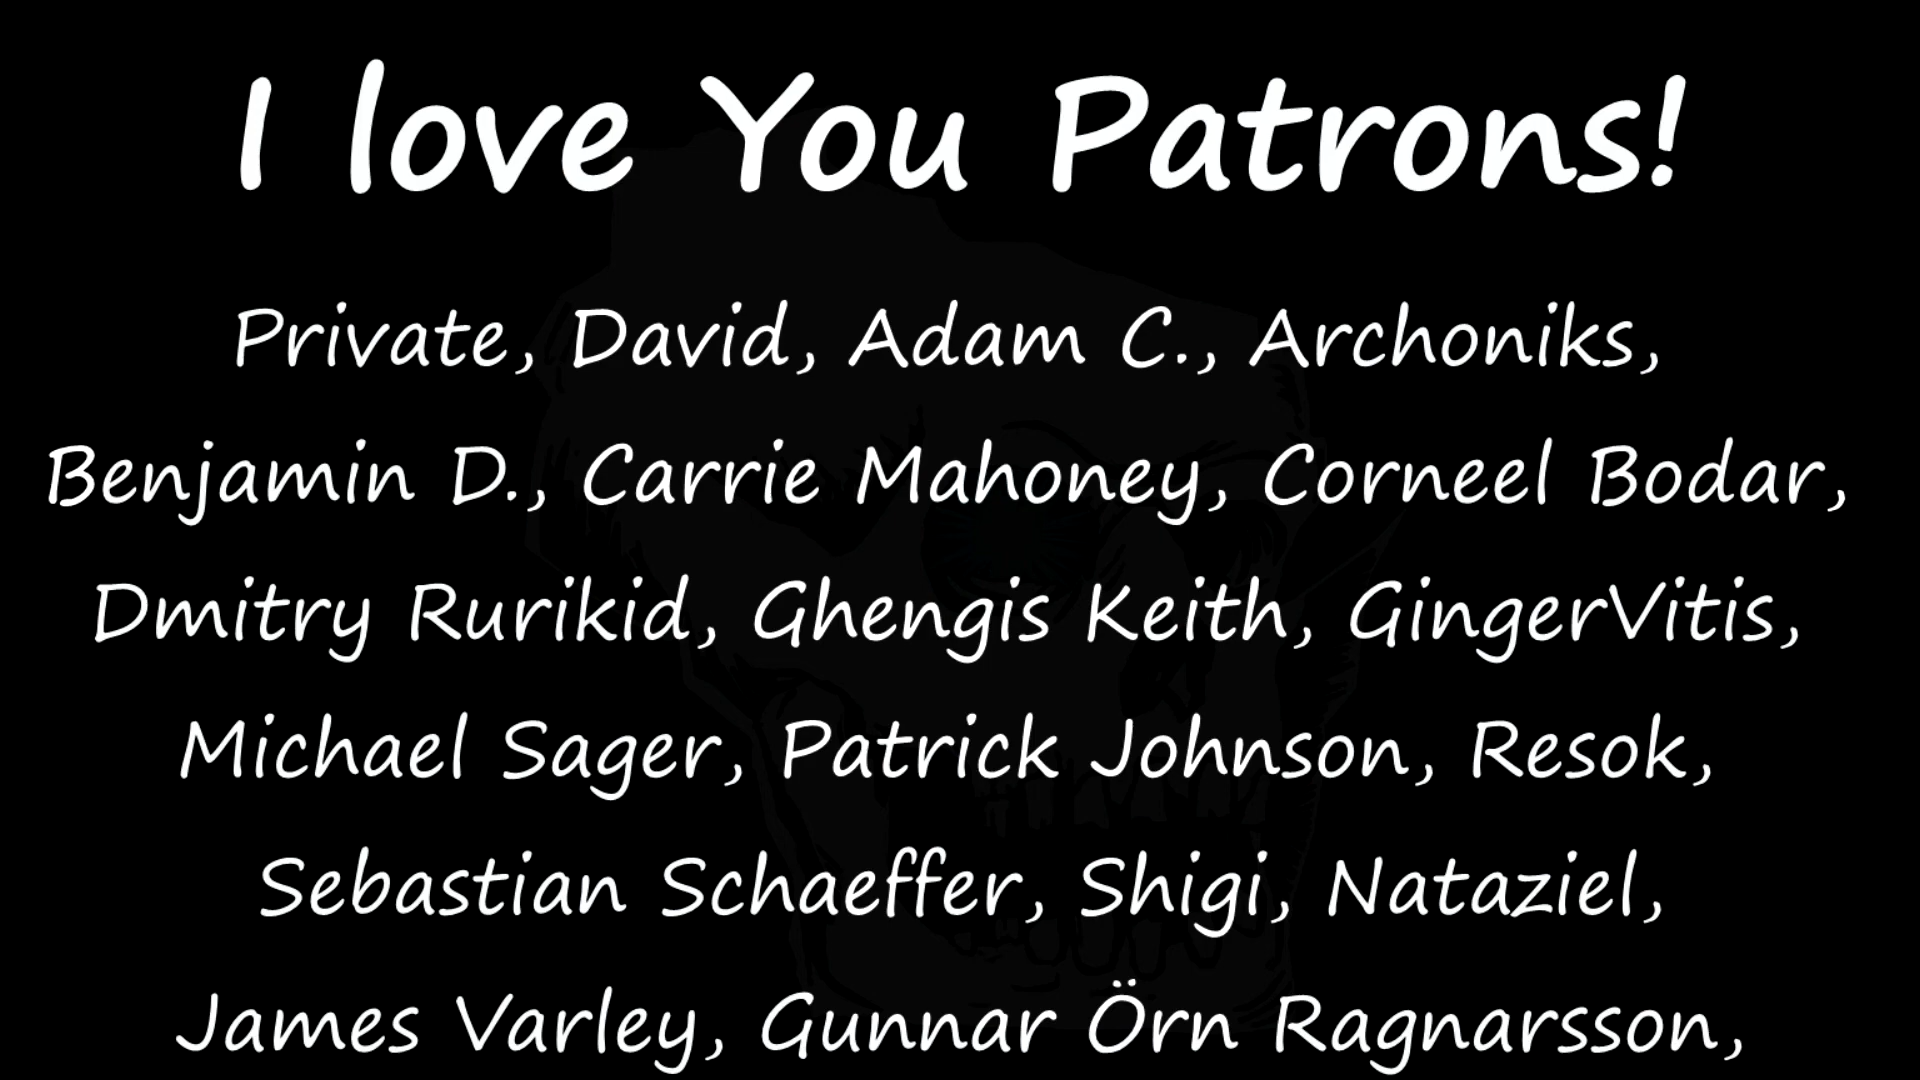 I love You Patrons!
Private, David, Adam C., Archoniks,
Benjamin D., Carrie Mahoney, Corneel Bodar,
Dmitry Rurikid, Ghengis Keith, GingerVitis,
Michael Sager, Patrick Johnson, Resok,
Sebastian Schaeffer, Shigi, Nataziel,
James Varley, Gunnar Örn Ragnarsson,